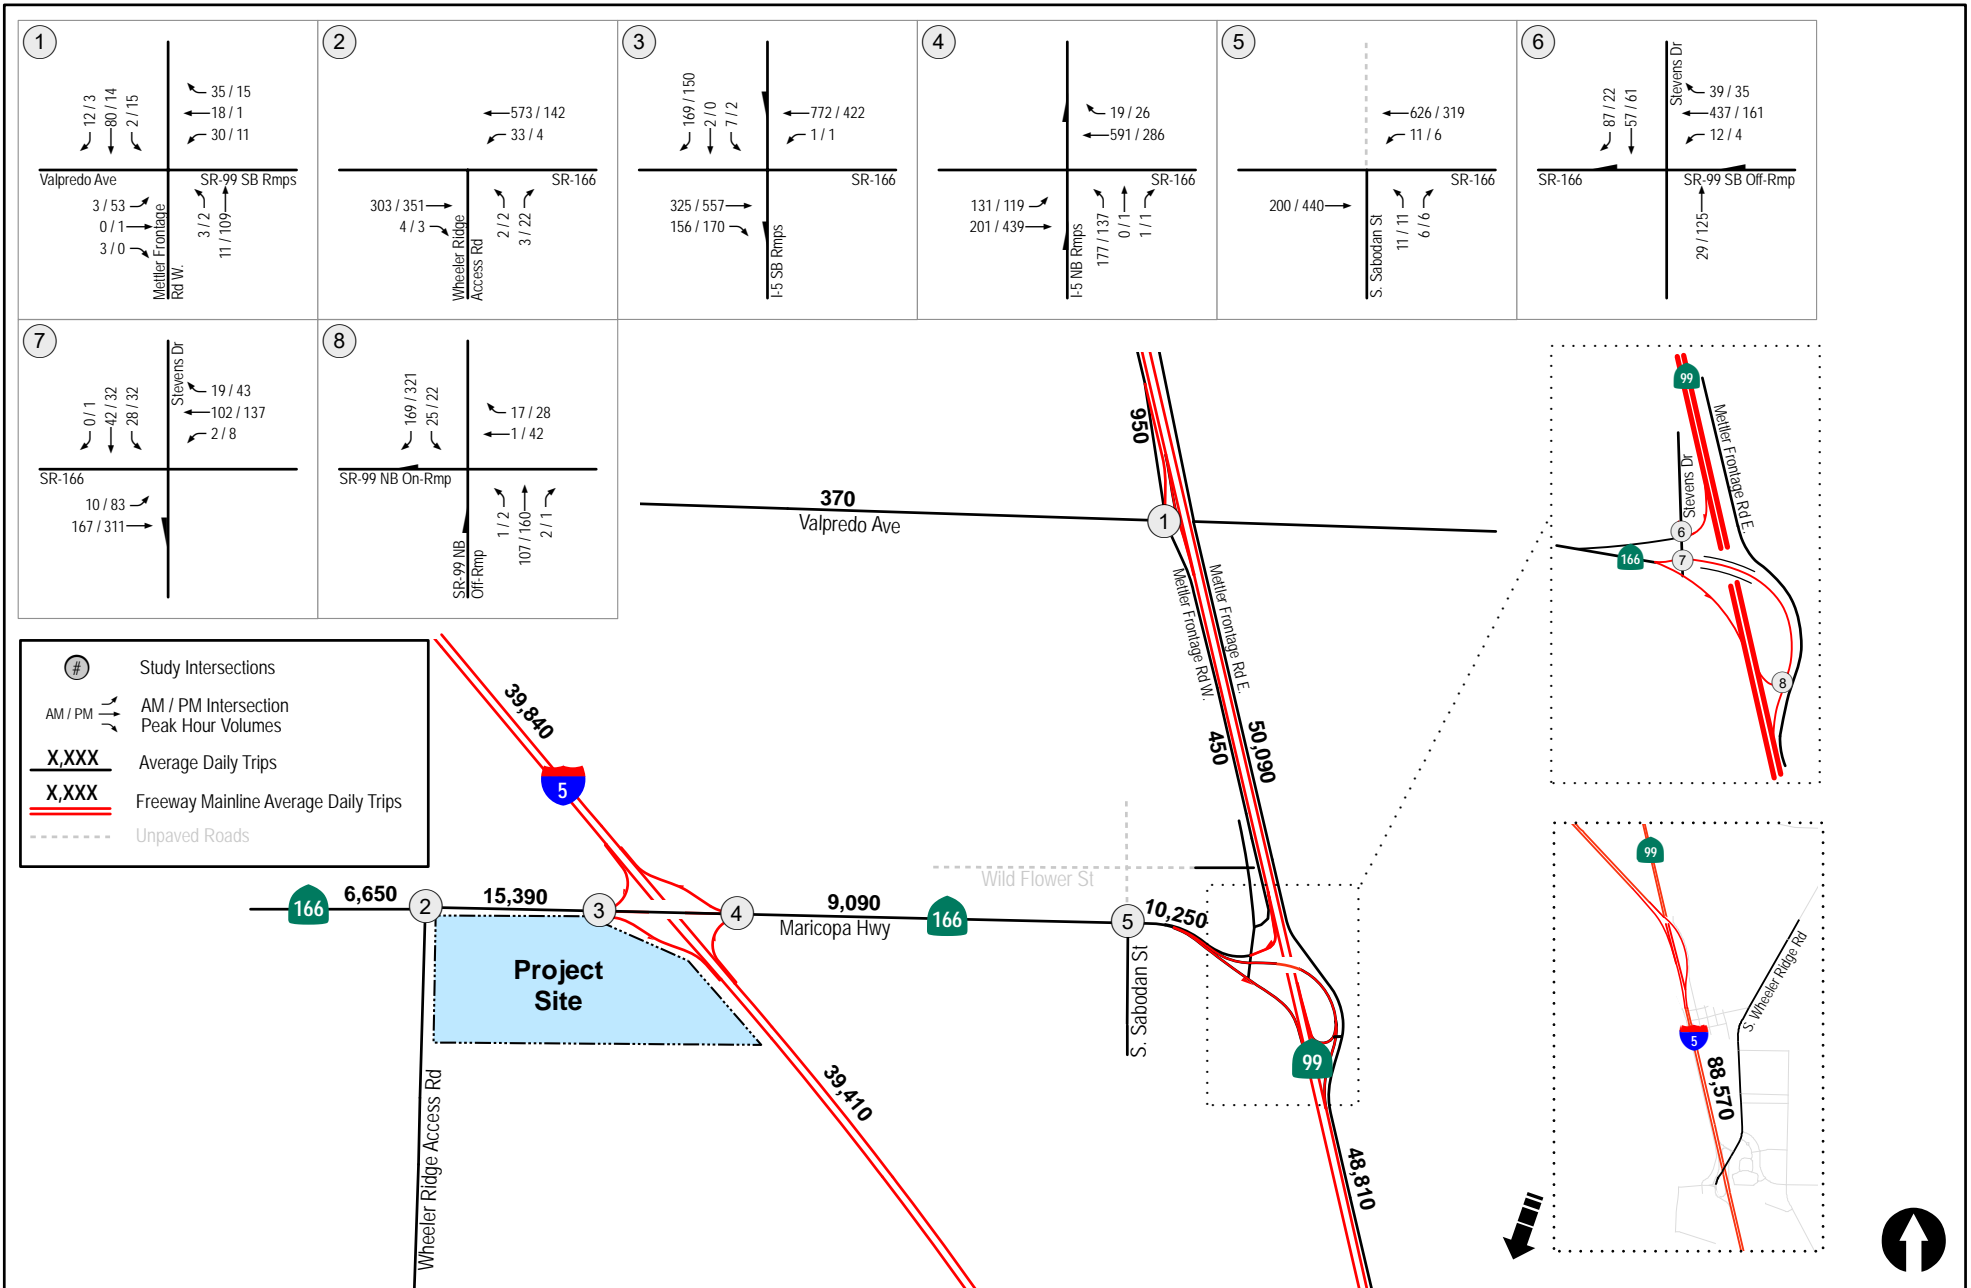 1
12 / 3
80 / 14
2 / 15
35 / 15
18 / 1
30 / 11
Valpredo Ave
SR-99 SB Rmps
3 / 53
0 / 1
3 / 0
Mettler Frontage
Rd W.
3 / 2
11 / 109
2
573 / 142
33 / 4
SR-166
303 / 351
4 / 3
Wheeler Ridge
Access Rd
2 / 2
3 / 22
3
169 / 150
2 / 0
7 / 2
772 / 422
1 / 1
SR-166
325 / 557
156 / 170
I-5 SB Rmps
4
19 / 26
591 / 286
SR-166
131 / 119
201 / 439
I-5 NB Rmps
177 / 137
0 / 1
1 / 1
5
626 / 319
11 / 6
SR-166
200 / 440
S. Sabodan St
11 / 11
6 / 6
6
87 / 22
57 / 61
Stevens Dr
39 / 35
437 / 161
12 / 4
SR-166
SR-99 SB Off-Rmp
29 / 125
7
0 / 1
42 / 32
28 / 32
Stevens Dr
19 / 43
102 / 137
2 / 8
SR-166
10 / 83
167 / 311
8
169 / 321
25 / 22
17 / 28
1 / 42
SR-99 NB On-Rmp
SR-99 NB
Off-Rmp
1 / 2
107 / 160
2 / 1
#
Study Intersections
AM / PM
AM / PM Intersection
Peak Hour Volumes
X,XXX
Average Daily Trips
X,XXX
Freeway Mainline Average Daily Trips
Unpaved Roads
950
370
Valpredo Ave
1
Mettler Frontage Rd W.
Mettler Frontage Rd E.
450
50,090
39,840
5
Wild Flower St
166
6,650
2
15,390
3
4
9,090
Maricopa Hwy
166
5
10,250
S. Sabodan St
Project
Site
Wheeler Ridge Access Rd
39,410
99
48,810
99
Mettler Frontage Rd E.
Stevens Dr
6
166
7
8
99
S. Wheeler Ridge Rd
5
88,570